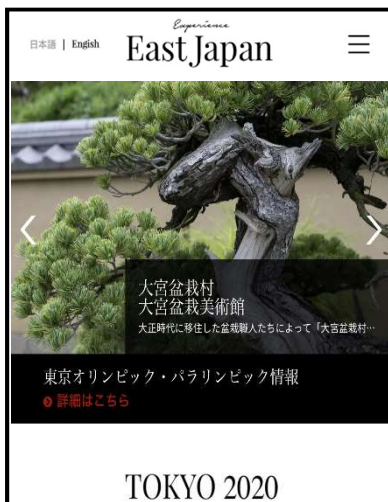 Experience
日本語 | Engish
East Japan
大宮盆栽村
大宮盆栽美術館
大正時代に移住した盆栽職人たちによって「大宮盆栽村…
東京オリンピック・パラリンピック情報
詳細はこちら
TOKYO 2020